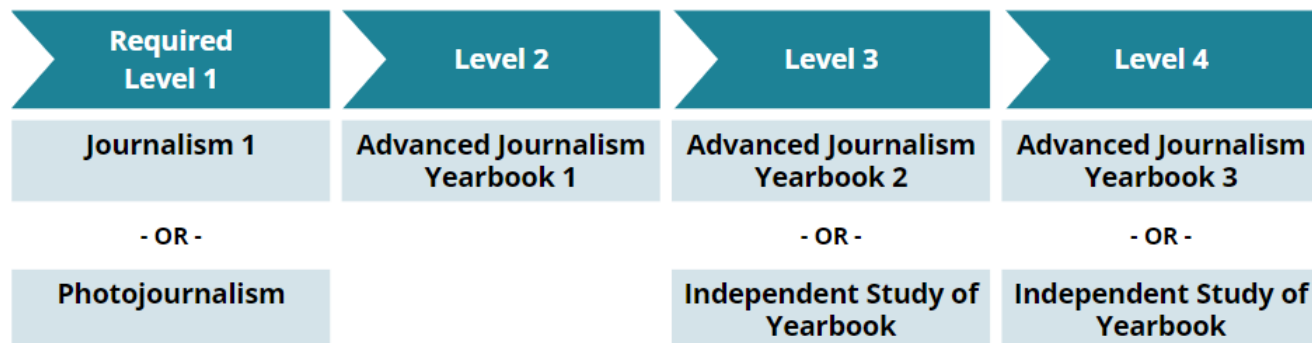 Required
Level 1
Level 2
Level 3
Level 4
Journalism 1
Advanced Journalism
Yearbook 1
Advanced Journalism
Yearbook 2
Advanced Journalism
Yearbook 3
- OR -
- OR -
- OR -
Photojournalism
Independent Study of
Yearbook
Independent Study of
Yearbook